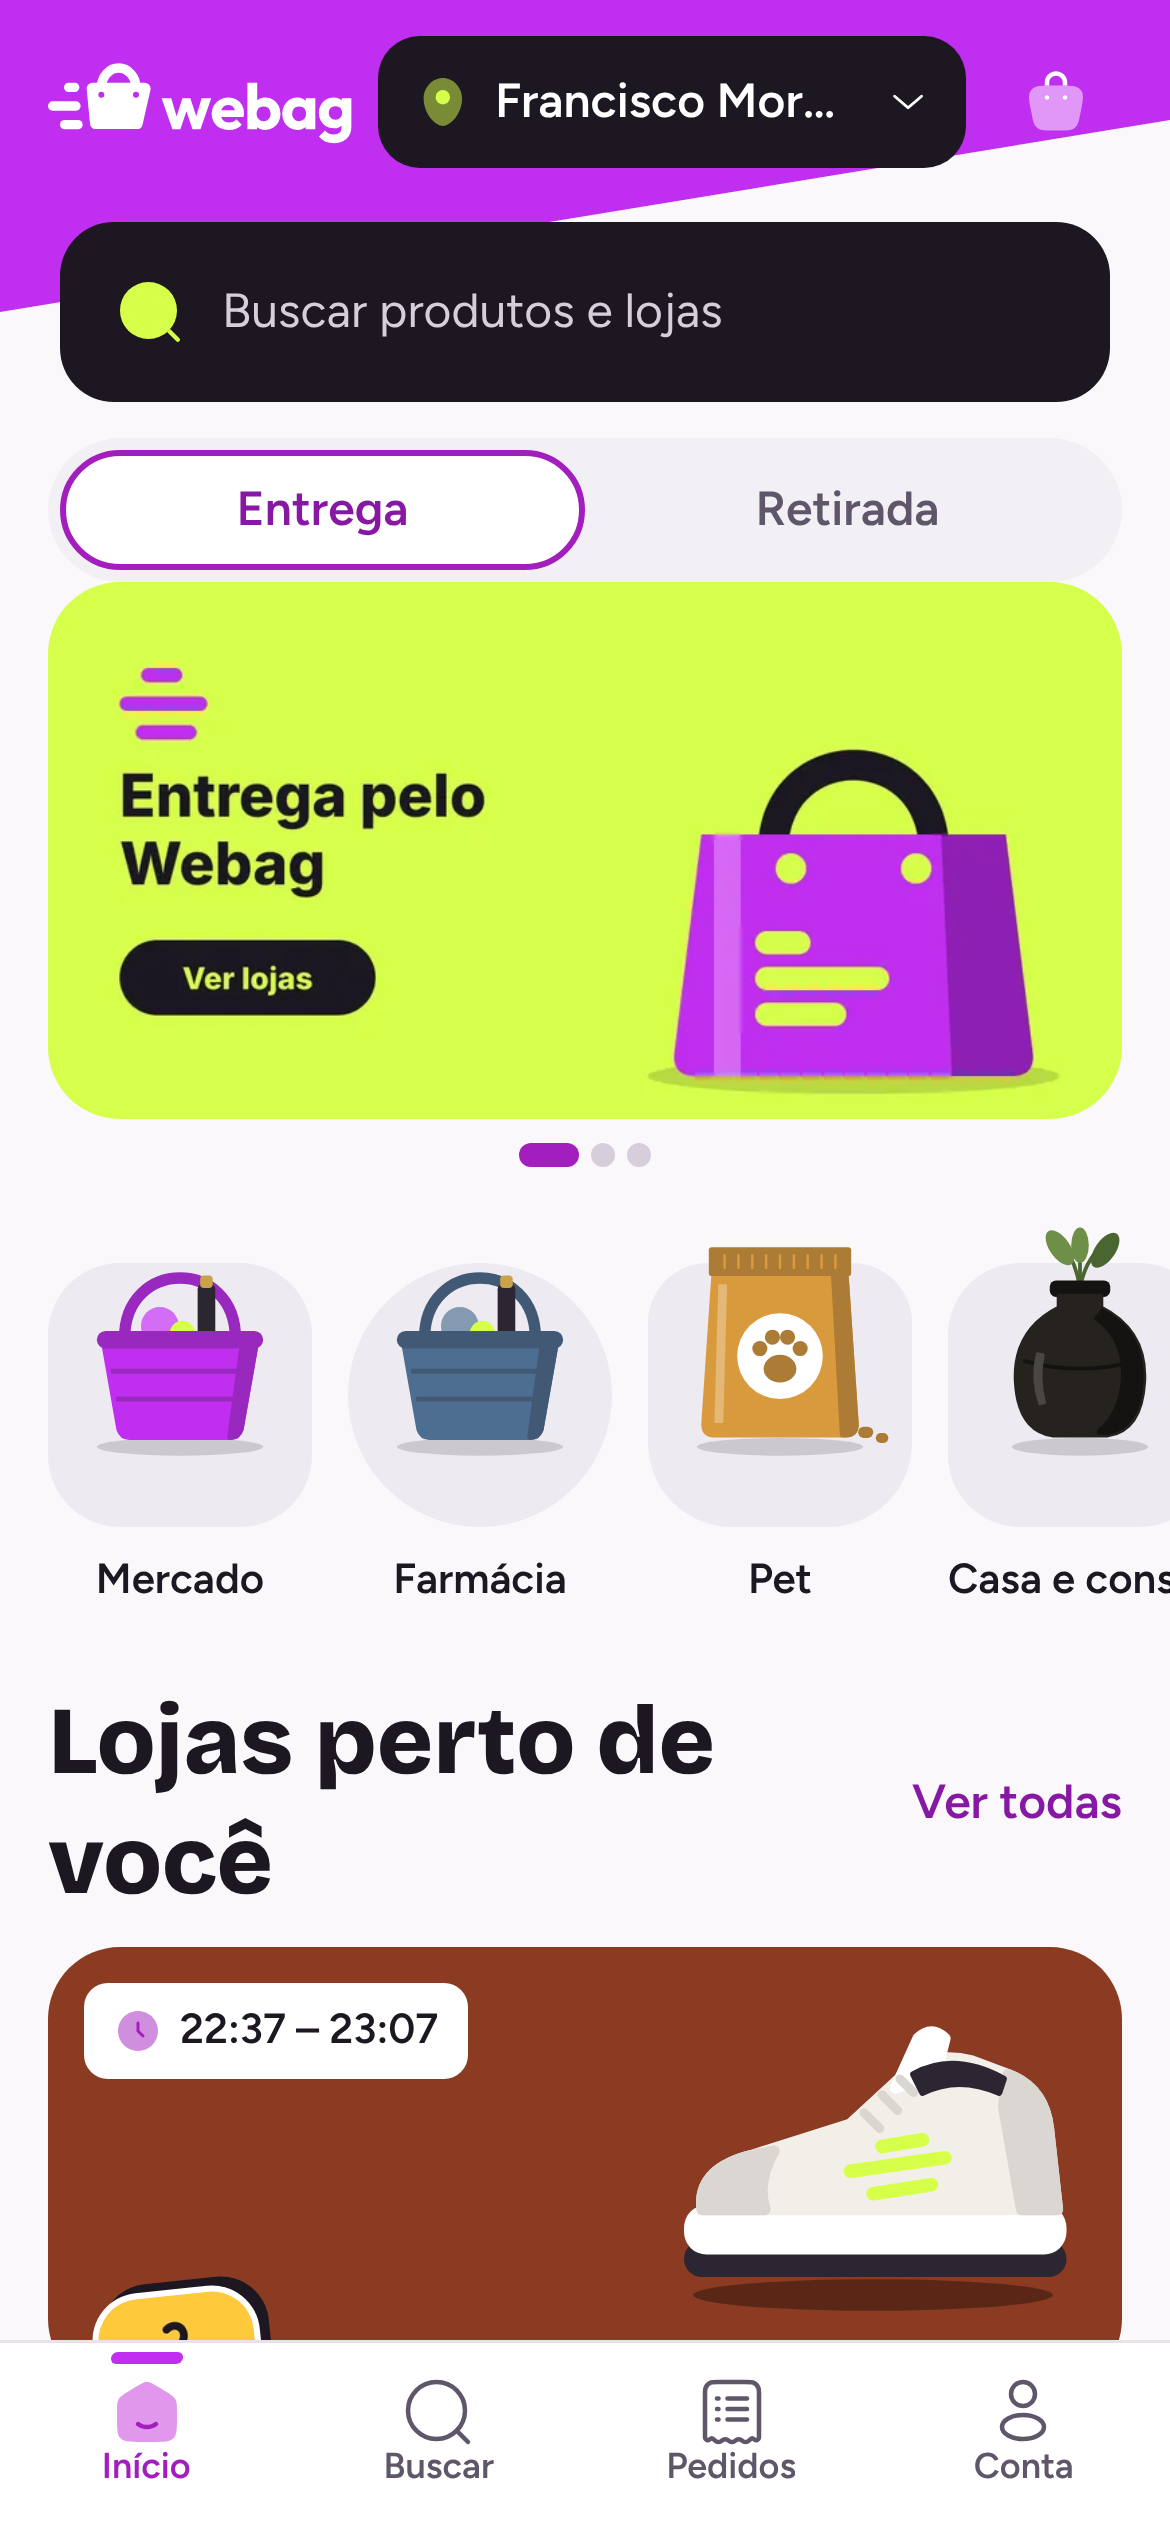 webag
Francisco Mor...
Buscar produtos e lojas
Entrega
Retirada
Entrega pelo
Webag
Ver lojas
Mercado
Farmácia
Pet
Casa e cons
Lojas perto de
você
Ver todas
22:37 – 23:07
Início
Buscar
Pedidos
Conta